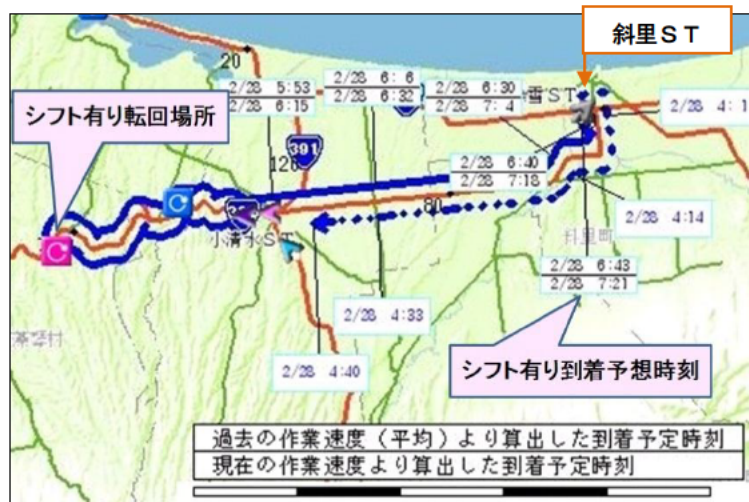 斜里ＳＴ
20
2/28 5:53
2/28 6:15
2/28 6: 6
2/28 6:32
2/28 6:30
2/28 7: 4
雪ＳＴ
2/28 4:1
シフト有り転回場所
391
2/28 6:40
2/28 7:18
80
小清水ＳＴ
2/28 4:14
斜里町
2/28 6:43
2/28 7:21
2/28 4:33
シフト有り到着予想時刻
2/28 4:40
過去の作業速度（平均）より算出した到着予定時刻
現在の作業速度より算出した到着予定時刻